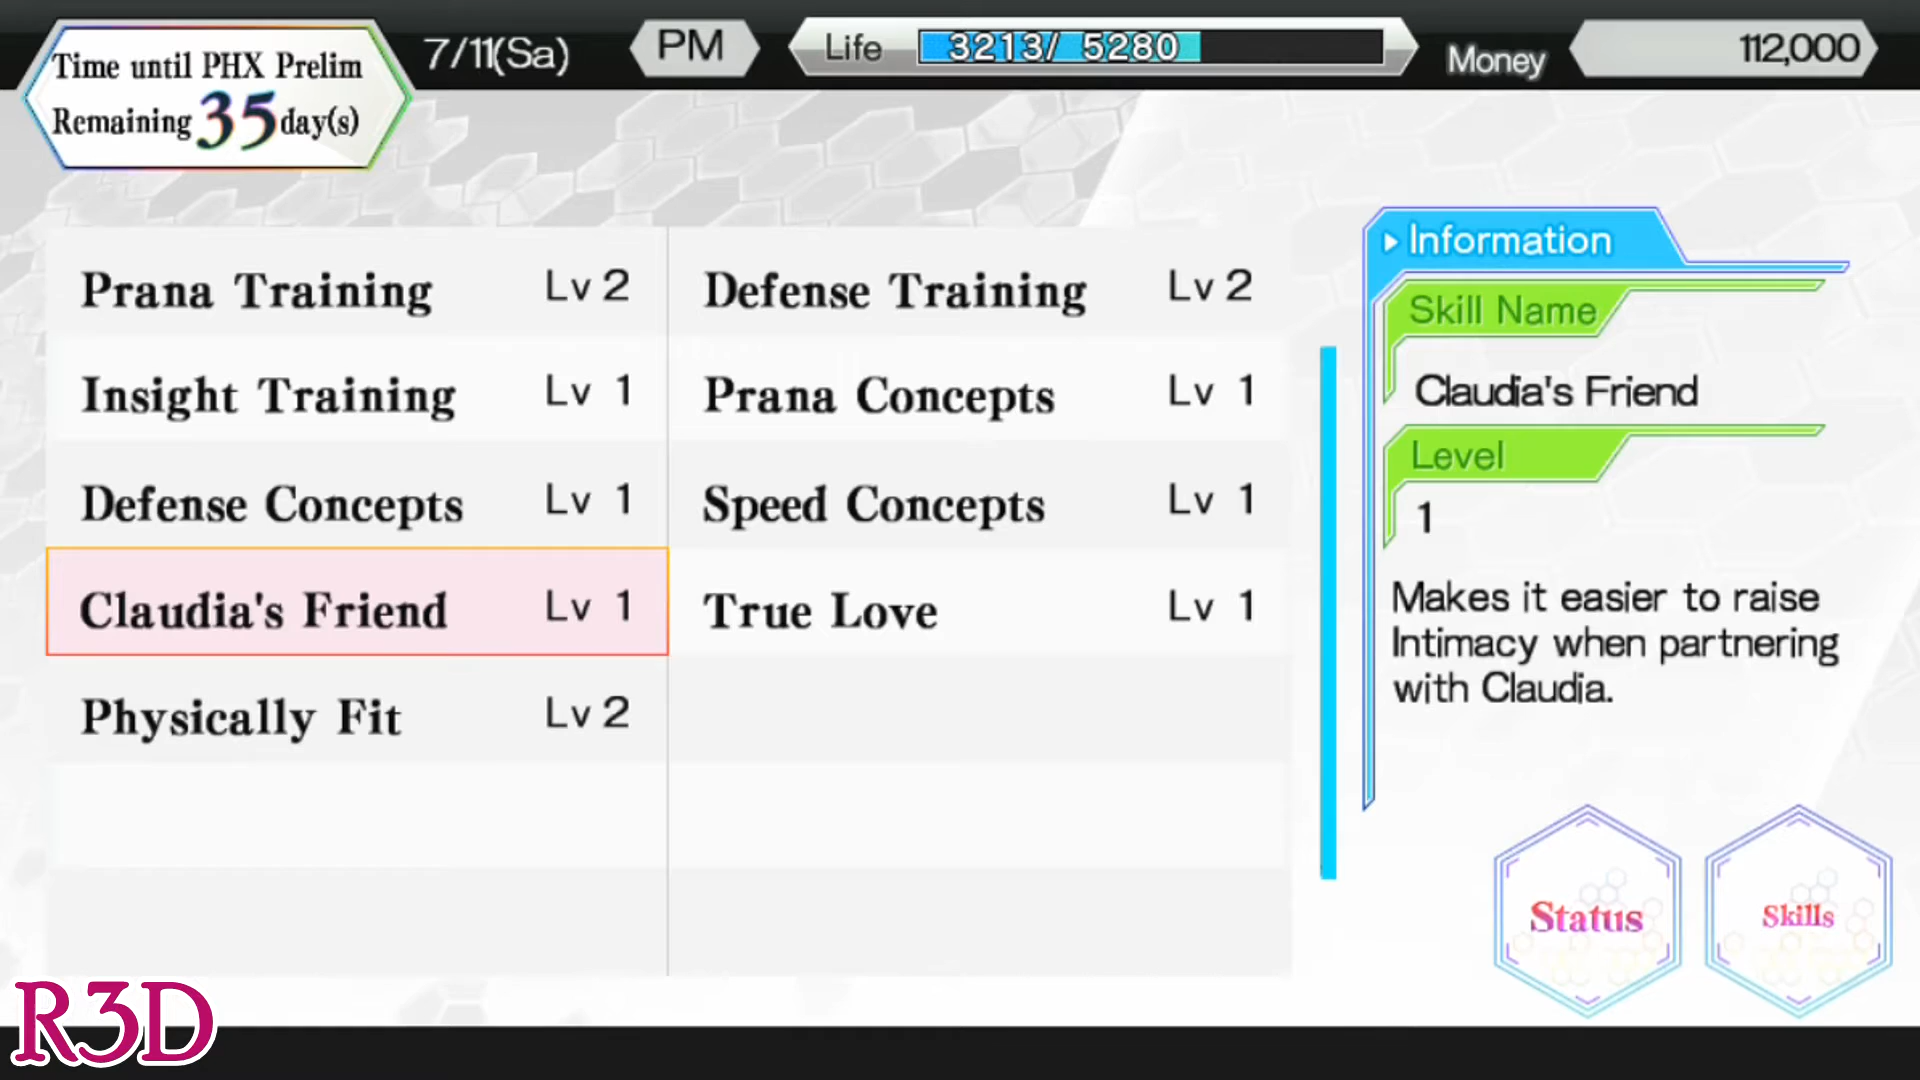 Time until PHX Prelim
Remaining 35 day(s)
7/11(Sa)
PM
Life 3213/ 5280
Money 112,000
Prana Training Lv 2
Defense Training Lv 2
Insight Training Lv 1
Prana Concepts Lv 1
Defense Concepts Lv 1
Speed Concepts Lv 1
Claudia's Friend Lv 1
True Love Lv 1
Physically Fit Lv 2
Information
Skill Name
Claudia's Friend
Level
1
Makes it easier to raise
Intimacy when partnering
with Claudia.
Status
Skills
R3D